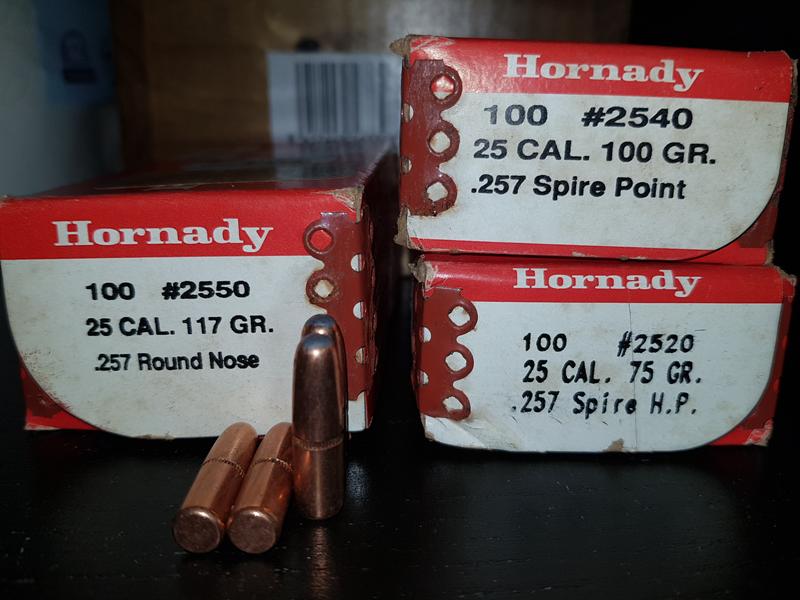 Hornady
100 #2540
25 CAL. 100 GR.
.257 Spire Point
Hornady
100 #2550
25 CAL. 117 GR.
.257 Round Nose
Hornady
100 #2520
25 CAL. 75 GR.
.257 Spire H.P.